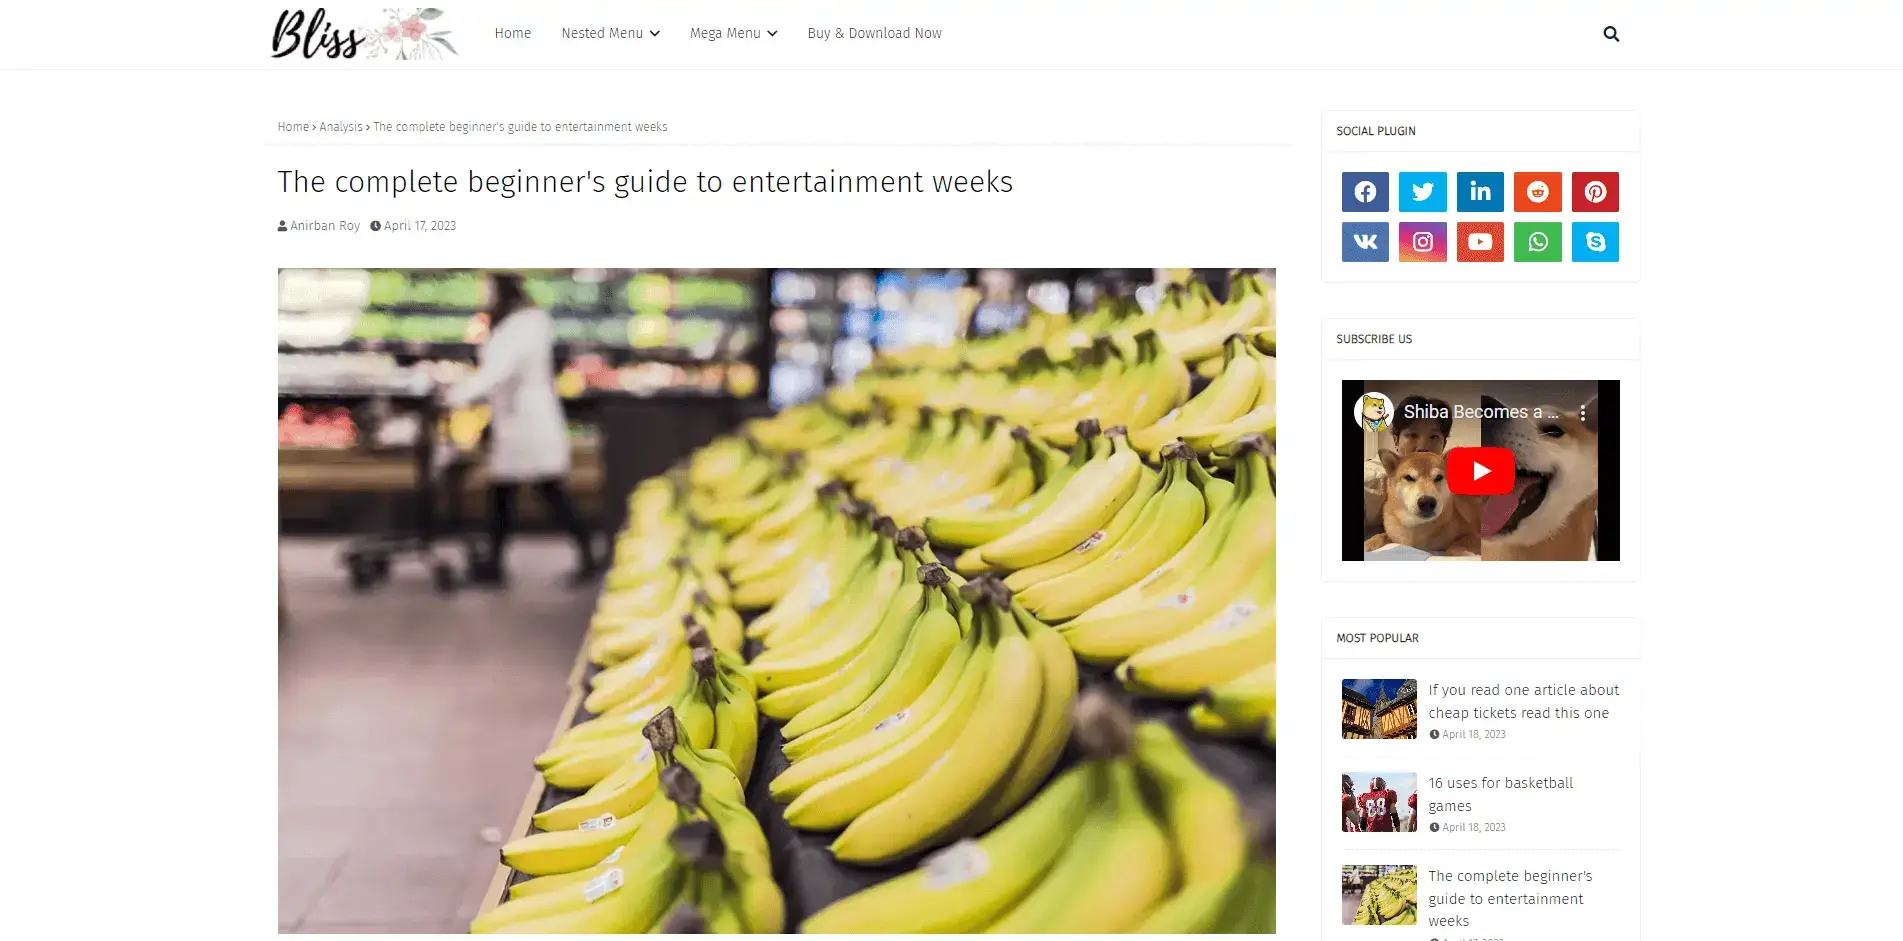 Bliss
Home
Nested Menu
Mega Menu
Buy & Download Now
Home > Analysis > The complete beginner's guide to entertainment weeks
The complete beginner's guide to entertainment weeks
Anirban Roy
April 17, 2023
SOCIAL PLUGIN
SUBSCRIBE US
Shiba Becomes a ...
MOST POPULAR
If you read one article about
cheap tickets read this one
April 18, 2023
16 uses for basketball
games
April 18, 2023
88
The complete beginner's
guide to entertainment
weeks